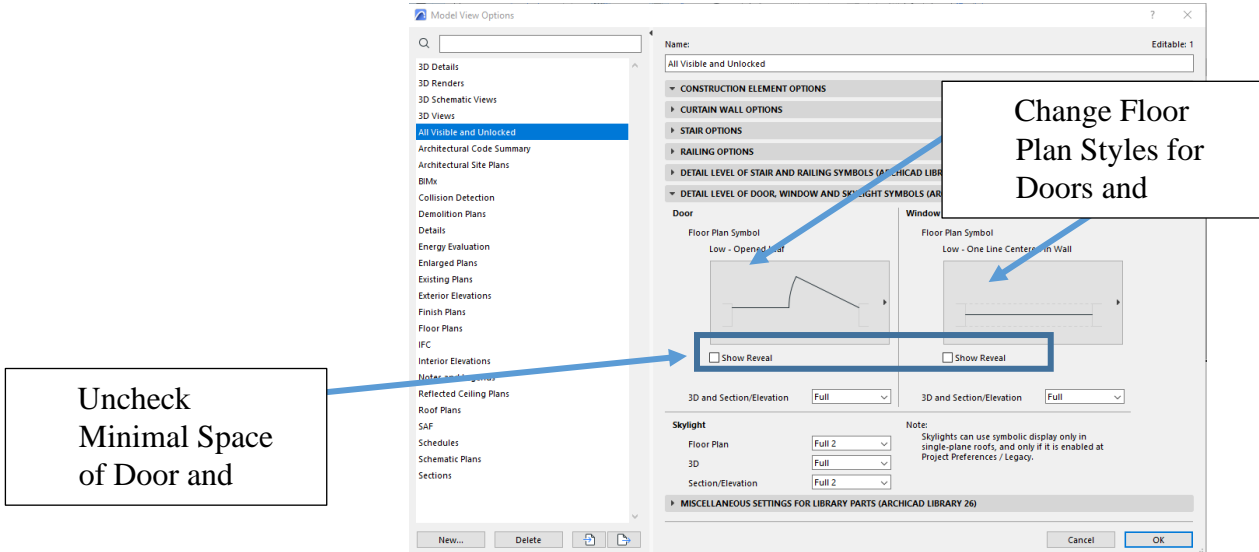 Model View Options
Name:
Editable: 1
All Visible and Unlocked
3D Details
3D Renders
3D Schematic Views
3D Views
All Visible and Unlocked
Architectural Code Summary
Architectural Site Plans
BIMx
Collision Detection
Demolition Plans
Details
Energy Evaluation
Enlarged Plans
Existing Plans
Exterior Elevations
Finish Plans
Floor Plans
IFC
Interior Elevations
Notes and Legends
Reflected Ceiling Plans
Roof Plans
SAF
Schedules
Schematic Plans
Sections
New...
Delete
CONSTRUCTION ELEMENT OPTIONS
CURTAIN WALL OPTIONS
STAIR OPTIONS
RAILING OPTIONS
DETAIL LEVEL OF STAIR AND RAILING SYMBOLS (ARCHICAD LIBR
DETAIL LEVEL OF DOOR, WINDOW AND SKYLIGHT SYMBOLS (AR
Door
Floor Plan Symbol
Low - Opened Leaf
Show Reveal
3D and Section/Elevation
Full
Window
Floor Plan Symbol
Low - One Line Centered in Wall
Show Reveal
3D and Section/Elevation
Full
Skylight
Floor Plan
Full 2
3D
Full
Section/Elevation
Full 2
Note:
Skylights can use symbolic display only in
single-plane roofs, and only if it is enabled at
Project Preferences / Legacy.
MISCELLANEOUS SETTINGS FOR LIBRARY PARTS (ARCHICAD LIBRARY 26)
Cancel
OK
Change Floor
Plan Styles for
Doors and
Uncheck
Minimal Space
of Door and